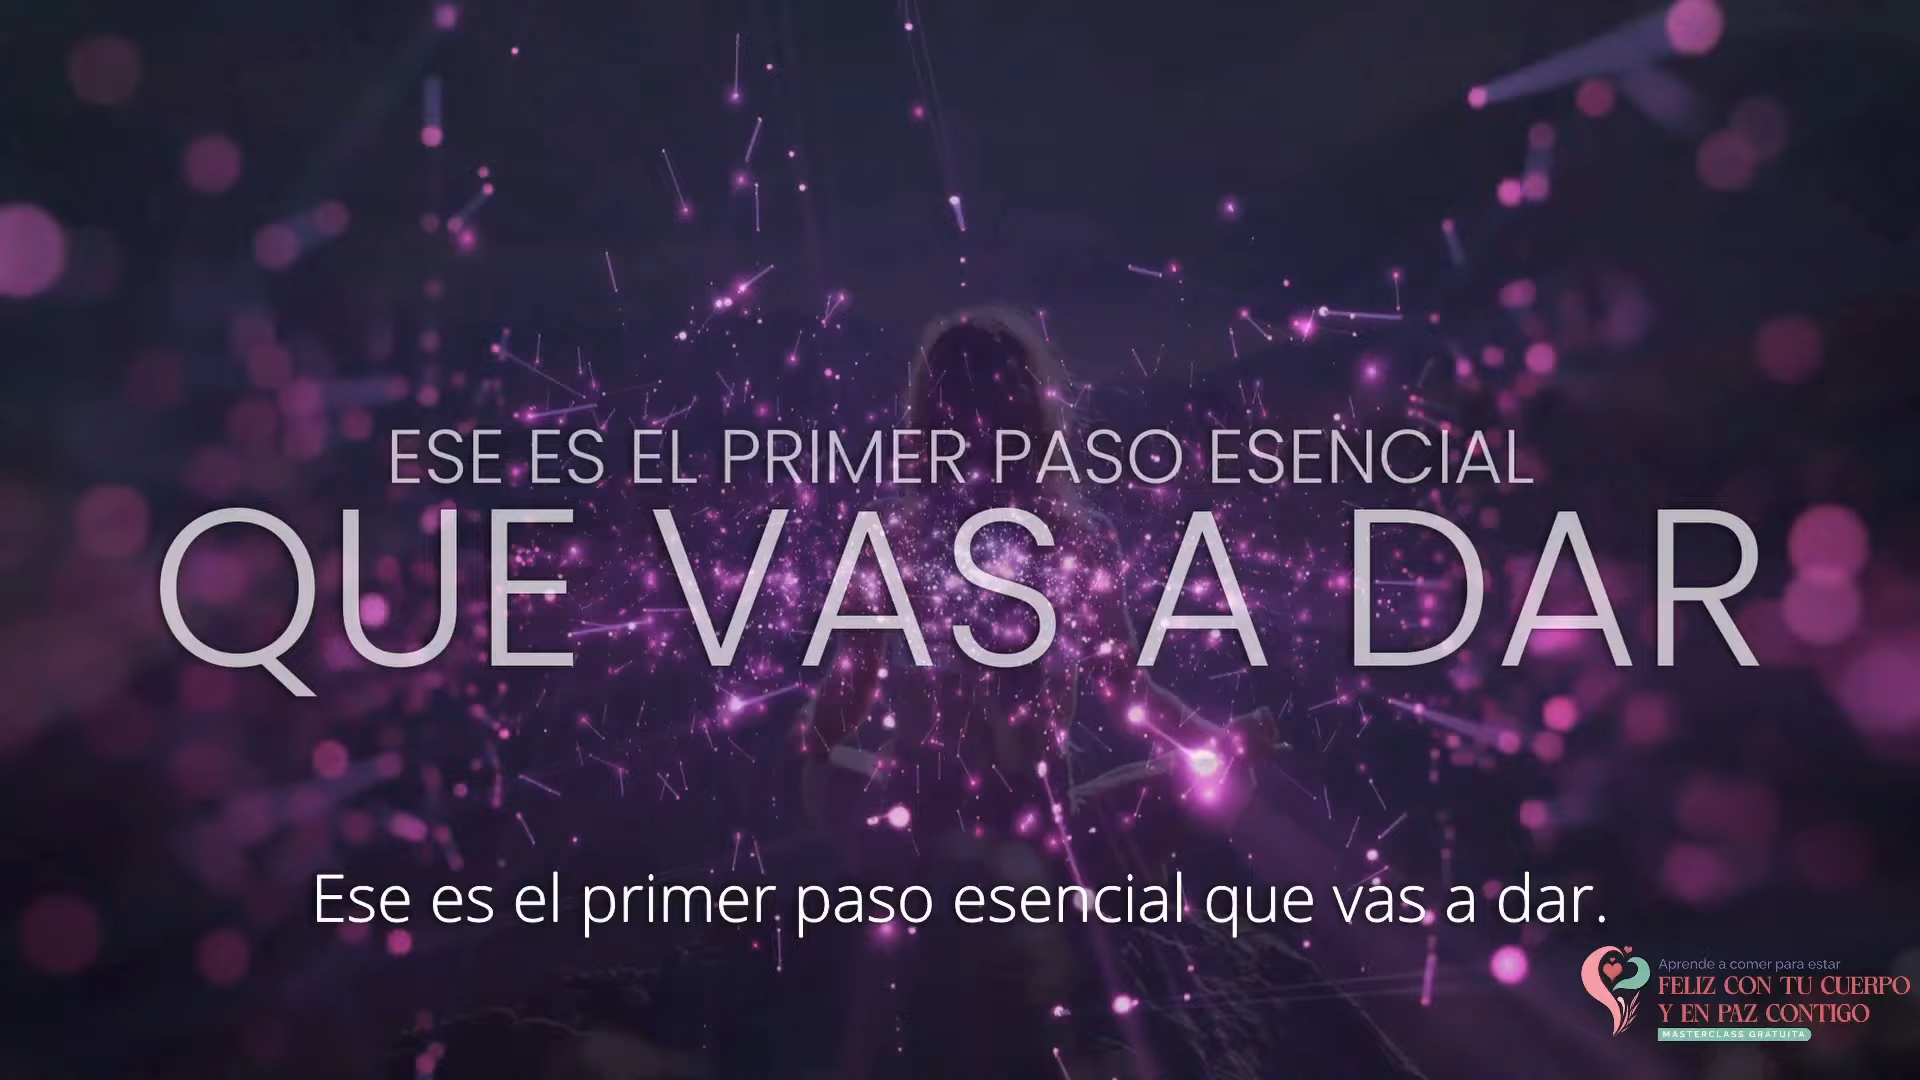 ESE ES EL PRIMER PASO ESENCIAL
QUE VAS A DAR
Ese es el primer paso esencial que vas a dar.
Aprende a comer para estar
FELIZ CON TU CUERPO
Y EN PAZ CONTIGO
MASTERCLASS GRATUITA